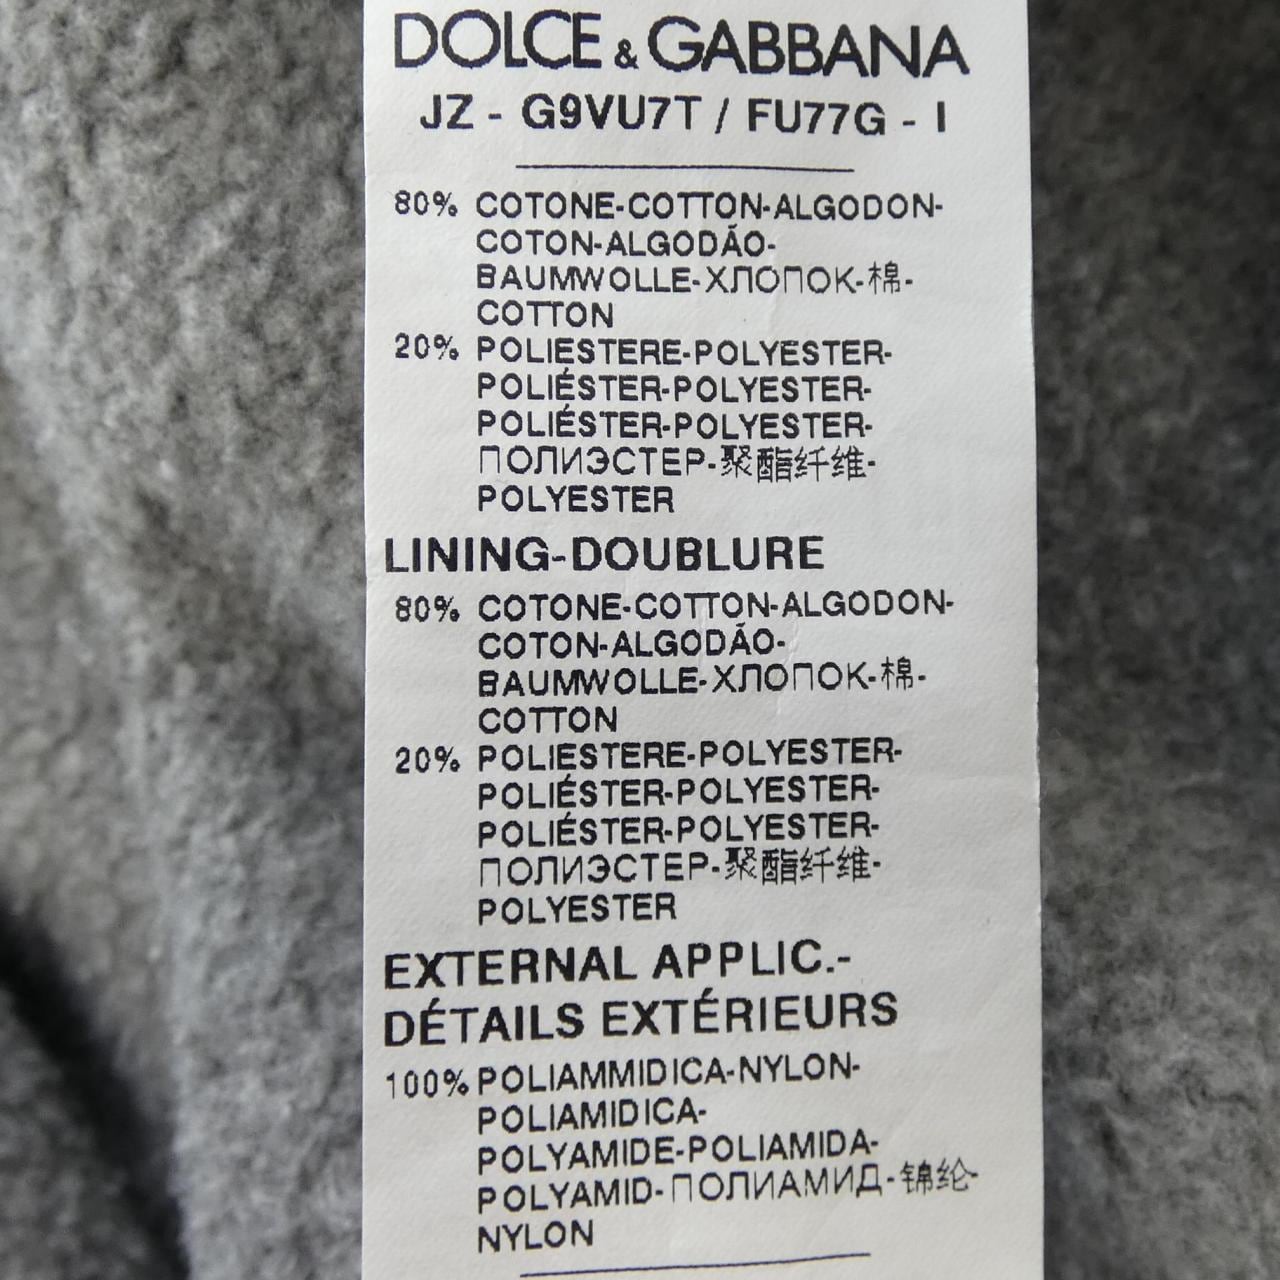 DOLCE & GABBANA
JZ - G9VU7T / FU77G - I
80% COTONE-COTTON-ALGODON-
COTON-ALGODÃO-
BAUMWOLLE-ХЛОПОК-棉-
COTTON
20% POLIESTERE-POLYESTER-
POLIÉSTER-POLYESTER-
POLIÉSTER-POLYESTER-
ПОЛИЭСТЕР-聚酯纤维-
POLYESTER
LINING-DOUBLURE
80% COTONE-COTTON-ALGODON-
COTON-ALGODÃO-
BAUMWOLLE-ХЛОПОК-棉-
COTTON
20% POLIESTERE-POLYESTER-
POLIÉSTER-POLYESTER-
POLIÉSTER-POLYESTER-
ПОЛИЭСТЕР-聚酯纤维-
POLYESTER
EXTERNAL APPLIC.-
DÉTAILS EXTÉRIEURS
100% POLIAMMIDICA-NYLON-
POLIAMIDICA-
POLYAMIDE-POLIAMIDA-
POLYAMID-ПОЛИАМИД-锦纶-
NYLON